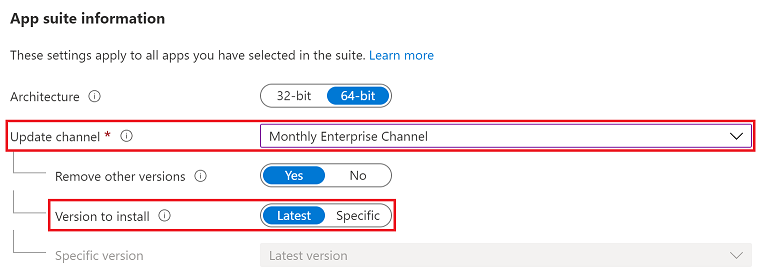 App suite information
These settings apply to all apps you have selected in the suite. Learn more
Architecture 32-bit 64-bit
Update channel * Monthly Enterprise Channel
Remove other versions Yes No
Version to install Latest Specific
Specific version Latest version